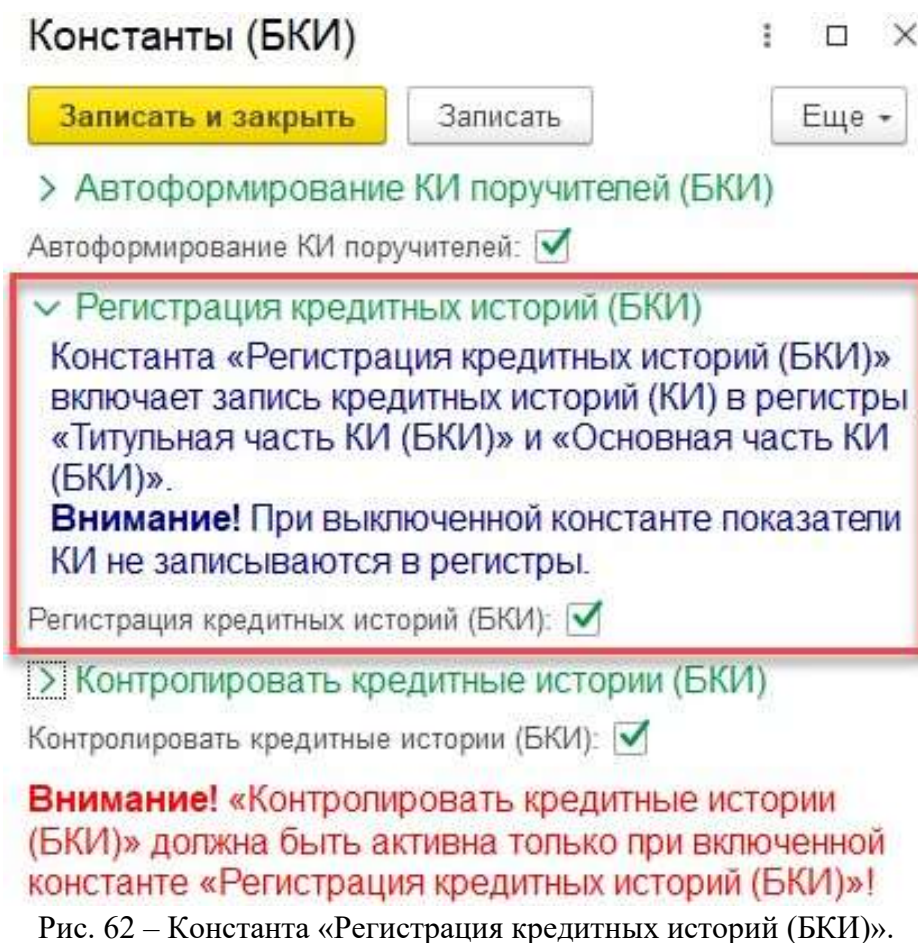 Константы (БКИ)
Записать и закрыть Записать Еще
Автоформирование КИ поручителей (БКИ)
Автоформирование КИ поручителей:
Регистрация кредитных историй (БКИ)
Константа «Регистрация кредитных историй (БКИ)»
включает запись кредитных историй (КИ) в регистры
«Титульная часть КИ (БКИ)» и «Основная часть КИ
(БКИ)».
Внимание! При выключенной константе показатели
КИ не записываются в регистры.
Регистрация кредитных историй (БКИ):
Контролировать кредитные истории (БКИ)
Контролировать кредитные истории (БКИ):
Внимание! «Контролировать кредитные истории
(БКИ)» должна быть активна только при включенной
константе «Регистрация кредитных историй (БКИ)»!
Рис. 62 – Константа «Регистрация кредитных историй (БКИ)».